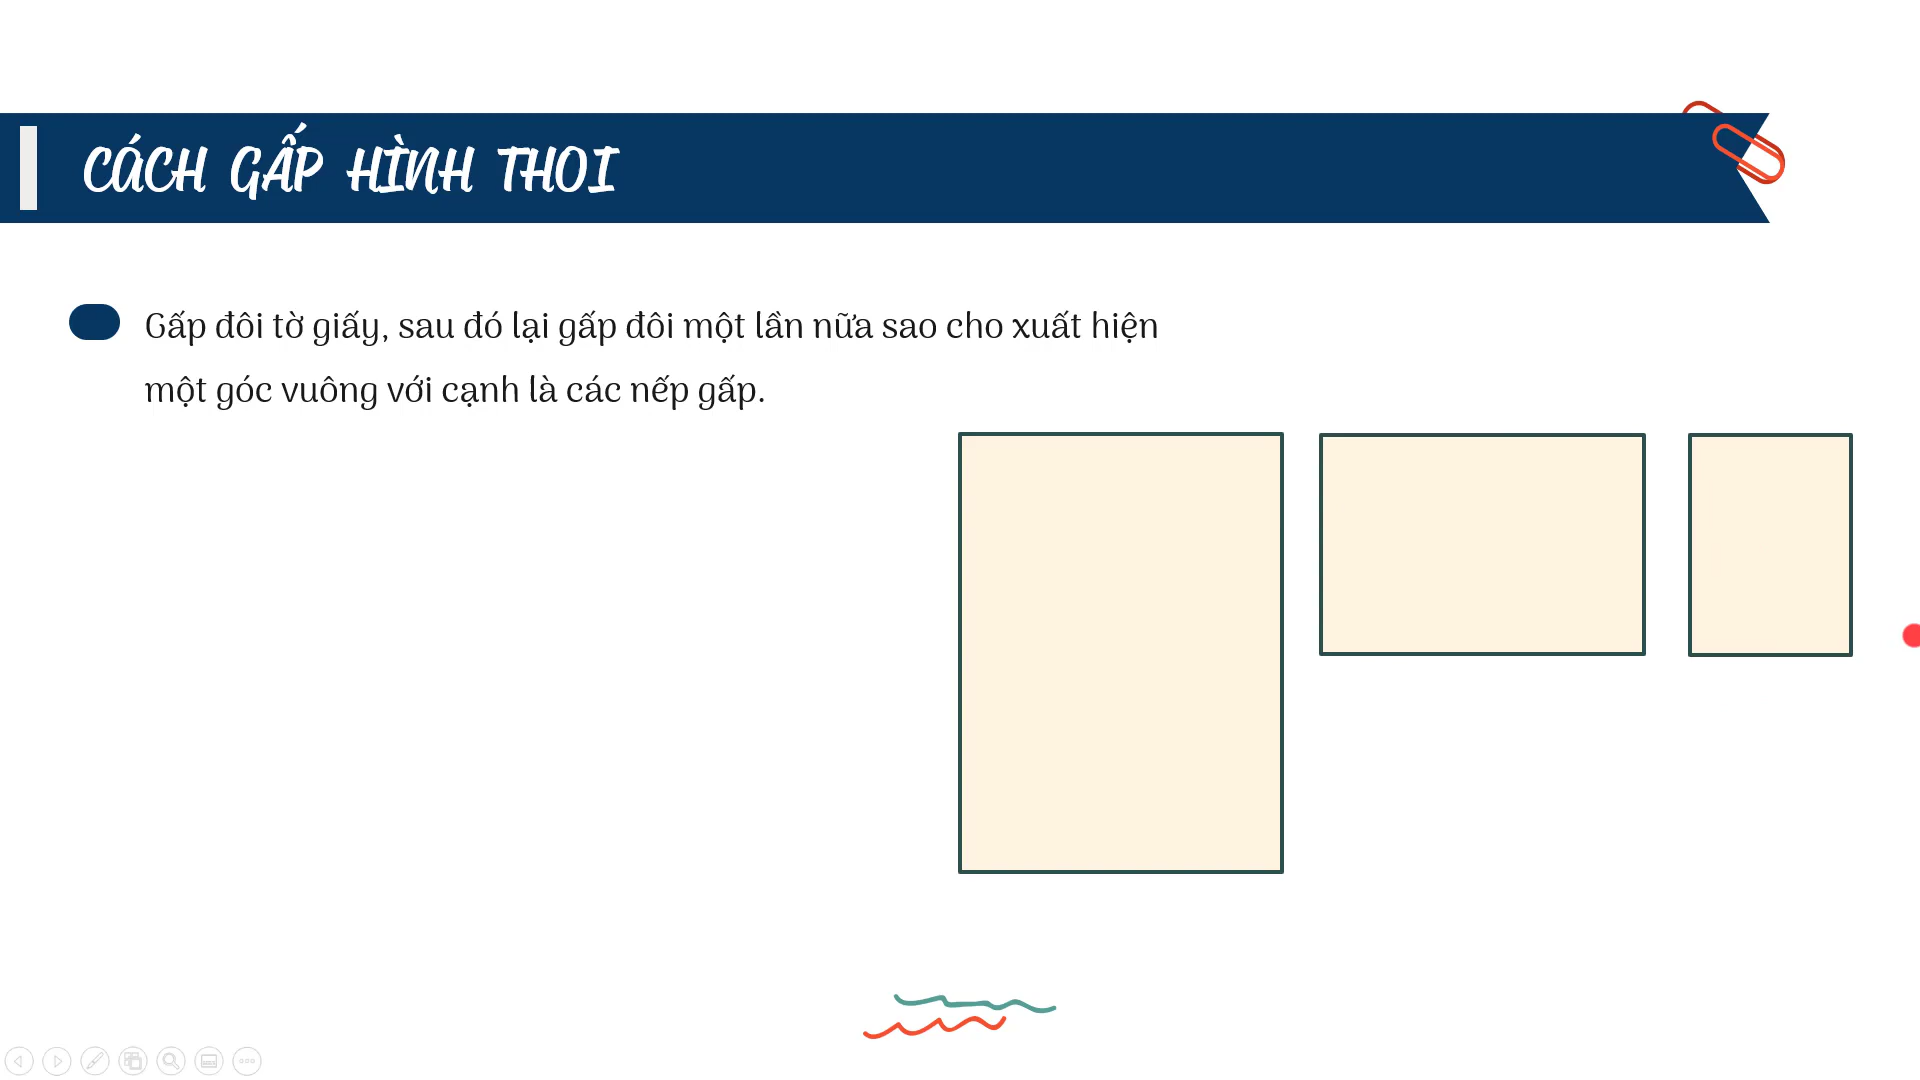 CÁCH GẤP HÌNH THOI
Gấp đôi tờ giấy, sau đó lại gấp đôi một lần nữa sao cho xuất hiện
một góc vuông với cạnh là các nếp gấp.